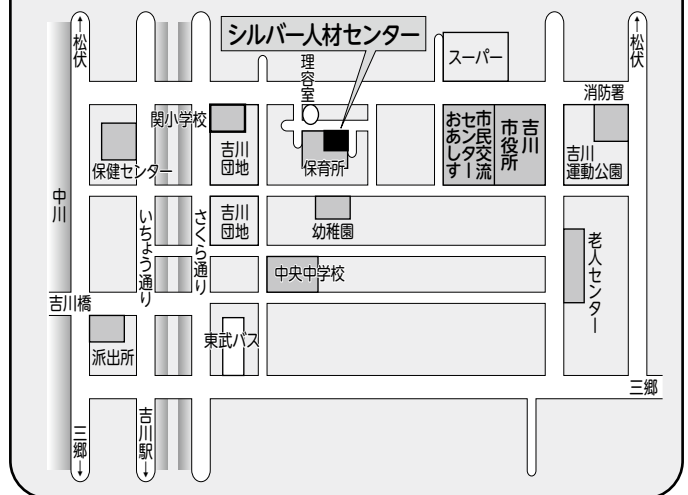 ↑松伏
シルバー人材センター
スーパー
↑松伏
理容室
消防署
関小学校
吉川
団地
保育所
市民交流
センター
おあしす
吉川
市役所
吉川
運動公園
保健センター
中川
いちょう通り
さくら通り
吉川
団地
幼稚園
老人センター
中央中学校
吉川橋
派出所
東武バス
三郷
三郷↓
吉川駅↓